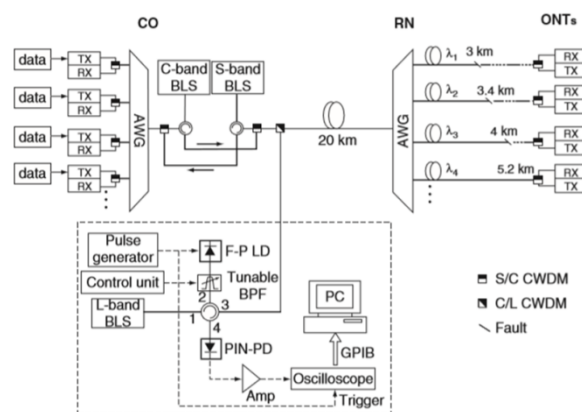 CO
RN
ONTs
data
TX
RX
C-band
BLS
S-band
BLS
λ1
3 km
RX
TX
data
TX
RX
λ2
3.4 km
RX
TX
AWG
AWG
20 km
data
TX
RX
λ3
4 km
RX
TX
data
TX
RX
λ4
5.2 km
RX
TX
Pulse
generator
F-P LD
Control unit
Tunable
BPF
2
3
PC
L-band
BLS
1
4
PIN-PD
GPIB
Oscilloscope
Amp
Trigger
S/C CWDM
C/L CWDM
Fault